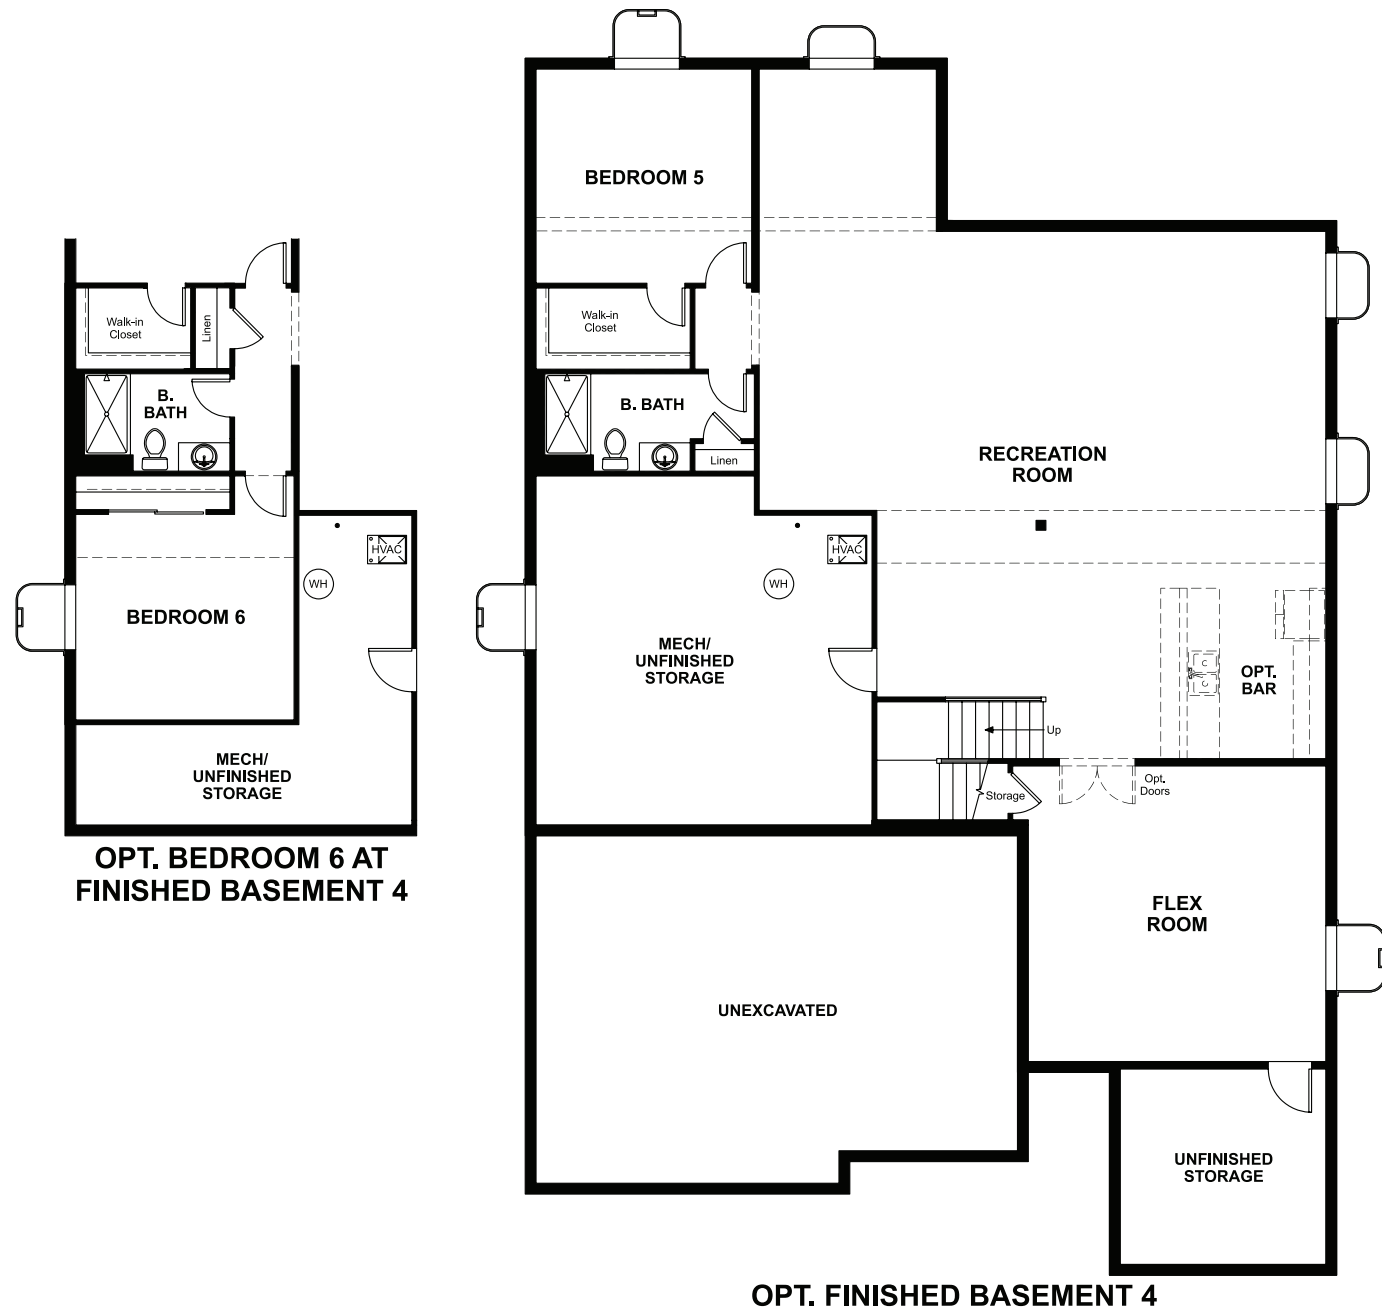 BEDROOM 5
Walk-in
Closet
B. BATH
Linen
RECREATION
ROOM
HVAC
WH
MECH/
UNFINISHED
STORAGE
OPT.
BAR
C
C
Up
Storage
Opt.
Doors
FLEX
ROOM
UNEXCAVATED
UNFINISHED
STORAGE
OPT. FINISHED BASEMENT 4
Walk-in
Closet
Linen
B.
BATH
HVAC
WH
BEDROOM 6
MECH/
UNFINISHED
STORAGE
OPT. BEDROOM 6 AT
FINISHED BASEMENT 4